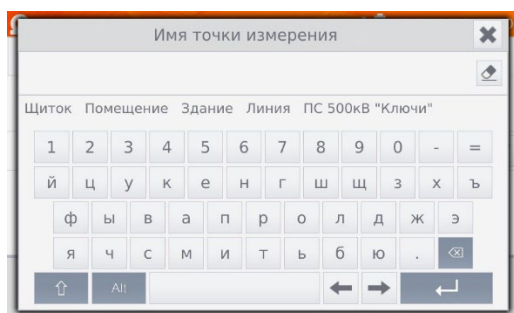 Имя точки измерения
Щиток Помещение Здание Линия ПС 500кВ "Ключи"
1 2 3 4 5 6 7 8 9 0 - =
й ц у к е н г ш щ з х ъ
ф ы в а п р о л д ж э
я ч с м и т ь б ю .
Alt